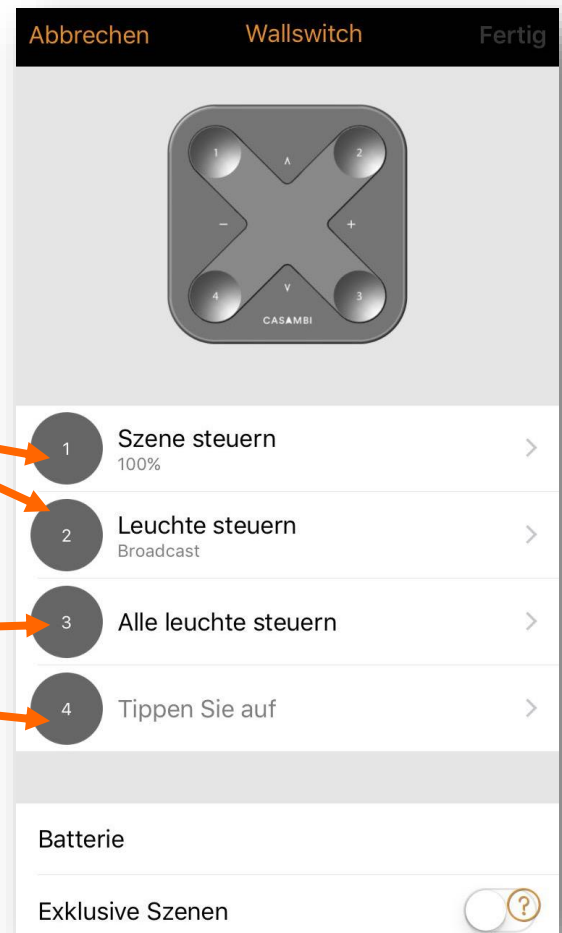 Abbrechen Wallswitch Fertig
1 ∧ 2
− +
4 ∨ 3
CASAMBI
1 Szene steuern
100%
2 Leuchte steuern
Broadcast
3 Alle leuchte steuern
4 Tippen Sie auf
Batterie
Exklusive Szenen ?